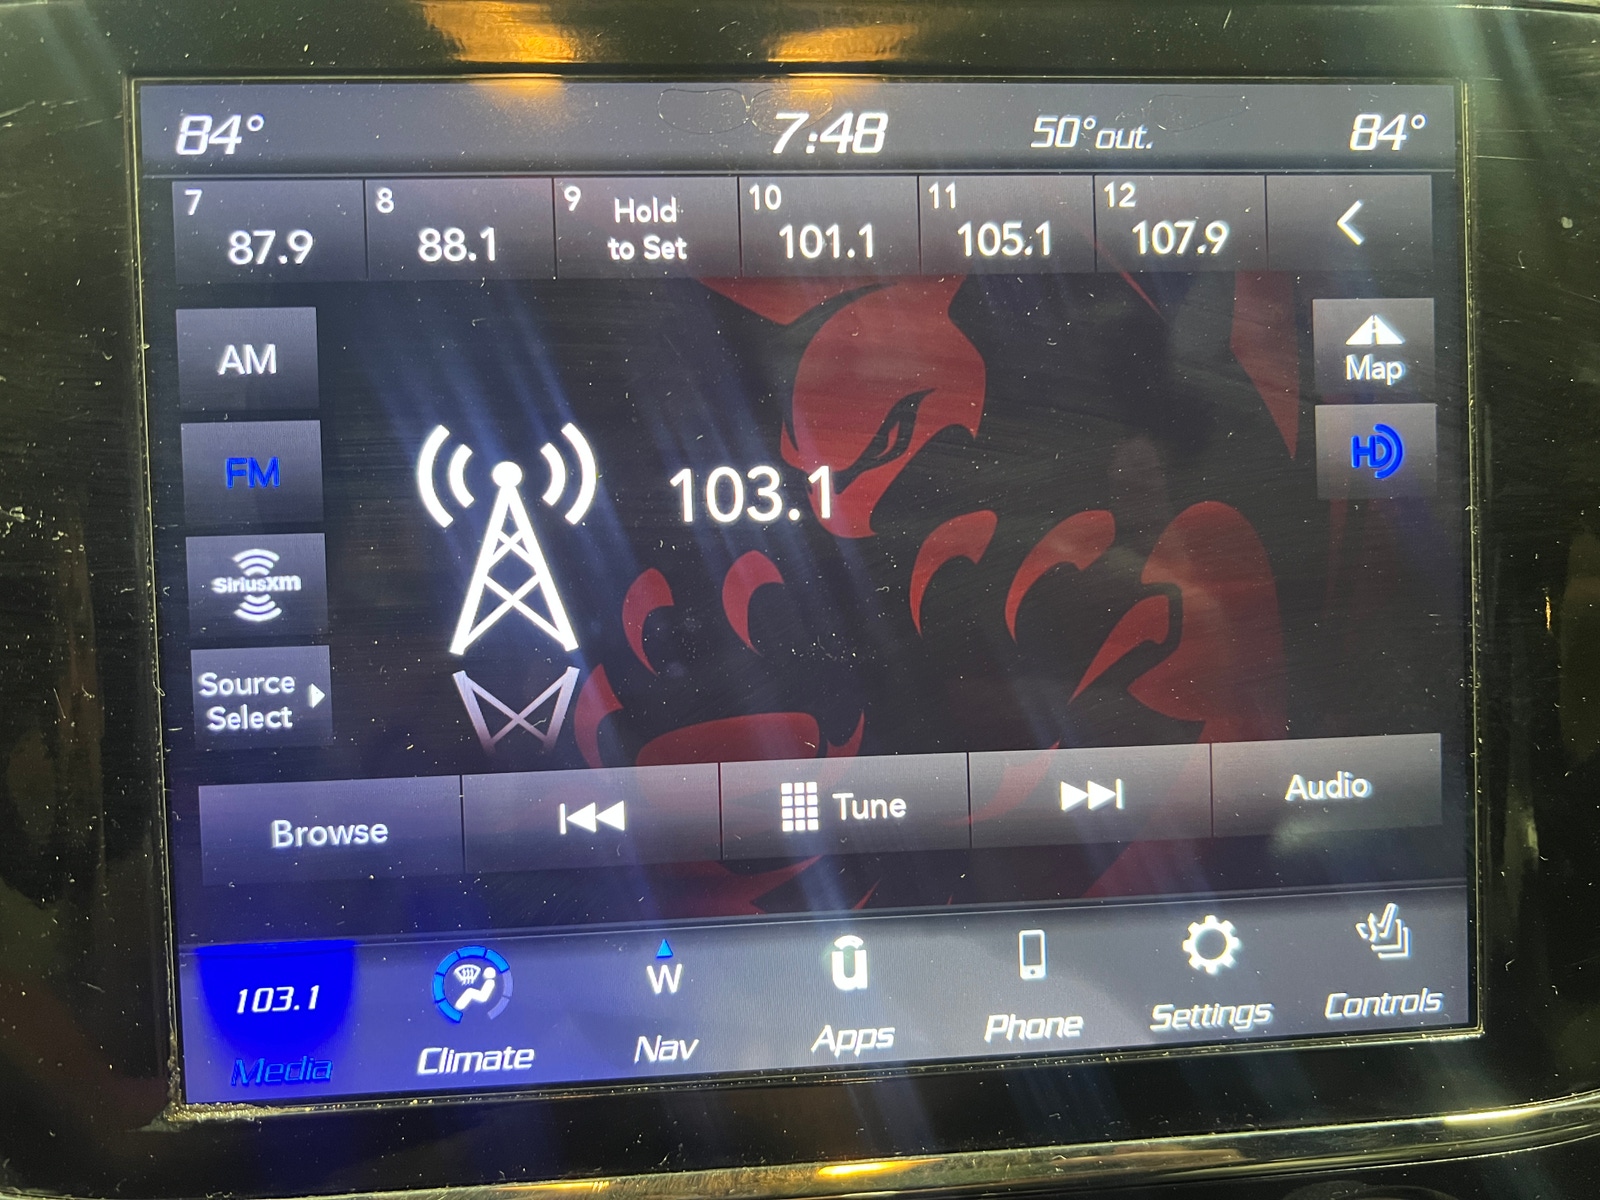 84° 7:48 50° out. 84°
7 8 9 Hold 10 11 12
87.9 88.1 to Set 101.1 105.1 107.9
AM
Map
FM
HD
103.1
SiriusXM
Source
Select
Browse Tune Audio
103.1 W
Media Climate Nav Apps Phone Settings Controls